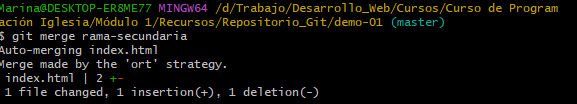 Marina@DESKTOP-ER8ME77 MINGW64 /d/Trabajo/Desarrollo_Web/Cursos/Curso de Program
ación Iglesia/Módulo 1/Recursos/Repositorio_Git/demo-01 (master)
$ git merge rama-secundaria
Auto-merging index.html
Merge made by the 'ort' strategy.
index.html | 2 +-
1 file changed, 1 insertion(+), 1 deletion(-)